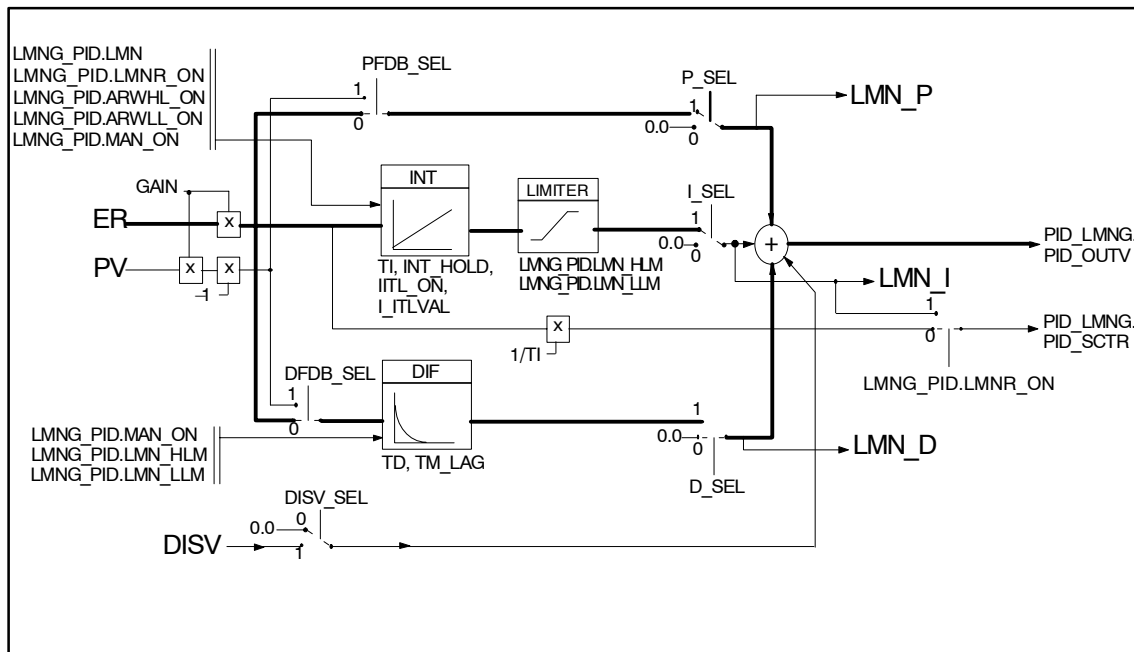 LMNG_PID.LMN
LMNG_PID.LMNR_ON
LMNG_PID.ARWHL_ON
LMNG_PID.ARWLL_ON
LMNG_PID.MAN_ON
PFDB_SEL
1
0
P_SEL
1
0.0
0
LMN_P
GAIN
ER
X
PV
X
X
–1
INT
TI, INT_HOLD,
IITL_ON,
I_ITLVAL
LIMITER
LMNG_PID.LMN_HLM
LMNG_PID.LMN_LLM
I_SEL
1
0.0
0
+
PID_LMNG.
PID_OUTV
LMN_I
X
1/TI
1
0
PID_LMNG.
PID_SCTR
LMNG_PID.LMNR_ON
DFDB_SEL
1
0
DIF
TD, TM_LAG
1
0.0
0
D_SEL
LMN_D
LMNG_PID.MAN_ON
LMNG_PID.LMN_HLM
LMNG_PID.LMN_LLM
DISV_SEL
0.0
0
DISV
1